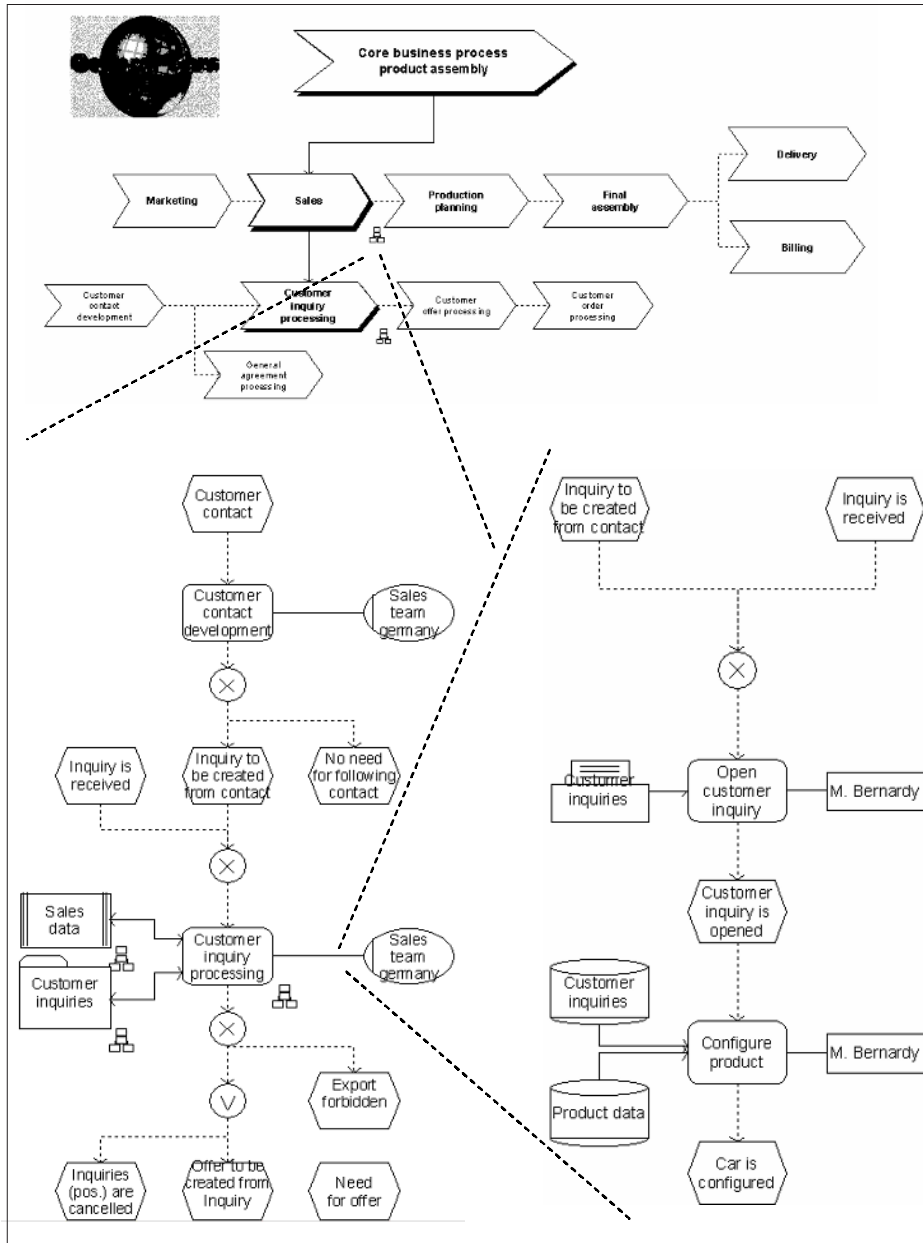 Core business process
product assembly
Marketing
Sales
Production
planning
Final
assembly
Delivery
Billing
Customer
contact
development
Customer
inquiry
processing
Customer
offer processing
Customer
order
processing
General
agreement
processing
Customer
contact
Customer
contact
development
Sales
team
germany
Inquiry is
received
Inquiry to
be created
from contact
No need
for following
contact
Sales
data
Customer
inquiries
Customer
inquiry
processing
Sales
team
germany
Export
forbidden
Inquiries
(pos.) are
cancelled
Offer to be
created from
Inquiry
Need
for offer
Inquiry to
be created
from contact
Inquiry is
received
Customer
inquiries
Open
customer
inquiry
M. Bernardy
Customer
inquiry is
opened
Customer
inquiries
Configure
product
M. Bernardy
Product data
Car is
configured